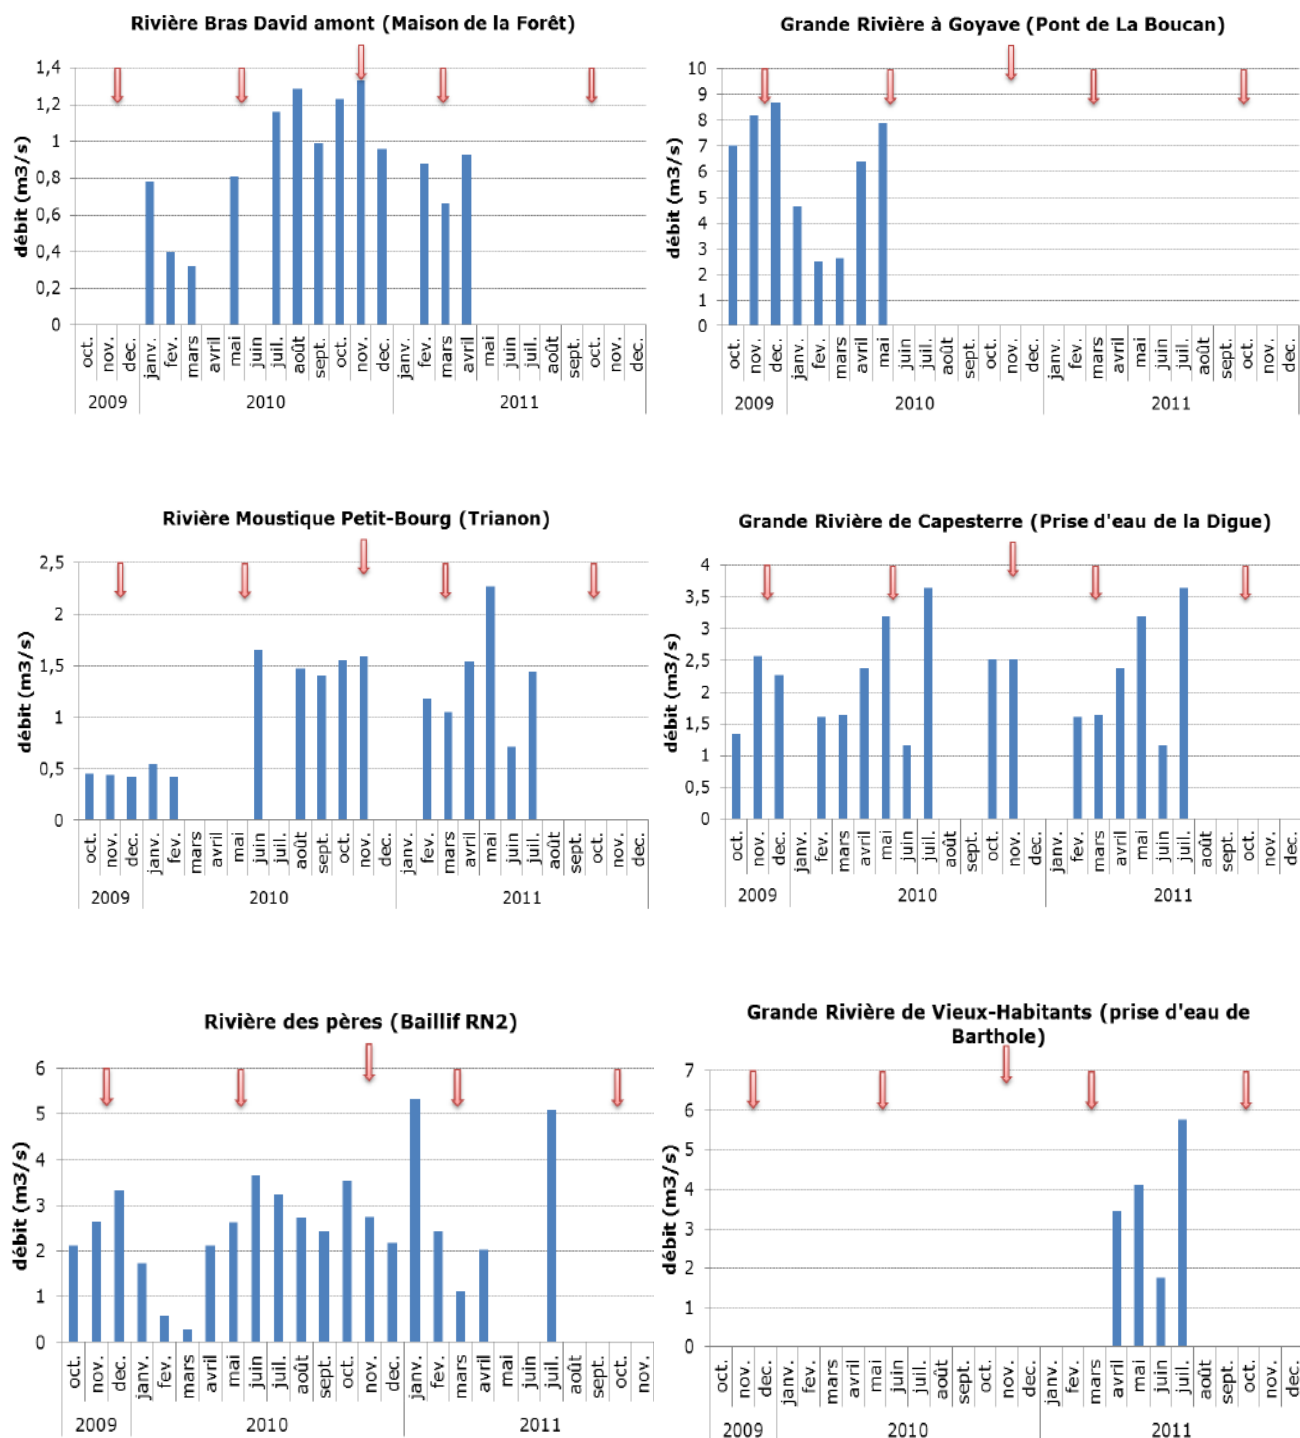 Rivière Bras David amont (Maison de la Forêt)
débit (m3/s)
1,4
1,2
1
0,8
0,6
0,4
0,2
0
oct. nov. dec. janv. fev. mars avril mai juin juil. août sept. oct. nov. dec. janv. fev. mars avril mai juin juil. août sept. oct. nov. dec.
2009 2010 2011
Grande Rivière à Goyave (Pont de La Boucan)
débit (m3/s)
10
9
8
7
6
5
4
3
2
1
0
oct. nov. dec. janv. fev. mars avril mai juin juil. août sept. oct. nov. dec. janv. fev. mars avril mai juin juil. août sept. oct. nov. dec.
2009 2010 2011
Rivière Moustique Petit-Bourg (Trianon)
débit (m3/s)
2,5
2
1,5
1
0,5
0
oct. nov. dec. janv. fev. mars avril mai juin juil. août sept. oct. nov. dec. janv. fev. mars avril mai juin juil. août sept. oct. nov. dec.
2009 2010 2011
Grande Rivière de Capesterre (Prise d'eau de la Digue)
débit (m3/s)
4
3,5
3
2,5
2
1,5
1
0,5
0
oct. nov. dec. janv. fev. mars avril mai juin juil. août sept. oct. nov. dec. janv. fev. mars avril mai juin juil. août sept. oct. nov. dec.
2009 2010 2011
Rivière des pères (Baillif RN2)
débit (m3/s)
6
5
4
3
2
1
0
oct. nov. dec. janv. fev. mars avril mai juin juil. août sept. oct. nov. dec. janv. fev. mars avril mai juin juil. août sept. oct. nov.
2009 2010 2011
Grande Rivière de Vieux-Habitants (prise d'eau de
Barthole)
débit (m3/s)
7
6
5
4
3
2
1
0
oct. nov. dec. janv. fev. mars avril mai juin juil. août sept. oct. nov. dec. janv. fev. mars avril mai juin juil. août sept. oct. nov. dec.
2009 2010 2011